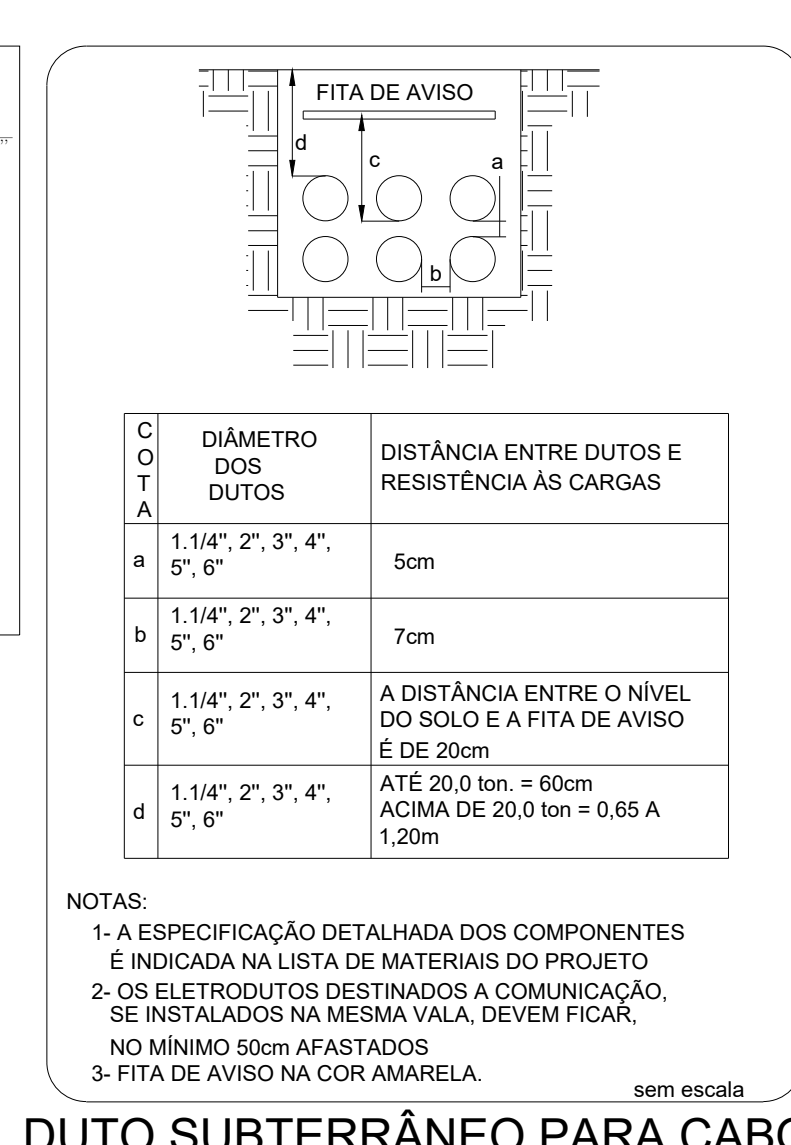 "
FITA DE AVISO
d
c
a
b
COTA
DIÂMETRO
DOS
DUTOS
DISTÂNCIA ENTRE DUTOS E
RESISTÊNCIA ÀS CARGAS
a
1.1/4", 2", 3", 4",
5", 6"
5cm
b
1.1/4", 2", 3", 4",
5", 6"
7cm
c
1.1/4", 2", 3", 4",
5", 6"
A DISTÂNCIA ENTRE O NÍVEL
DO SOLO E A FITA DE AVISO
É DE 20cm
d
1.1/4", 2", 3", 4",
5", 6"
ATÉ 20,0 ton. = 60cm
ACIMA DE 20,0 ton = 0,65 A
1,20m
NOTAS:
1- A ESPECIFICAÇÃO DETALHADA DOS COMPONENTES
É INDICADA NA LISTA DE MATERIAIS DO PROJETO
2- OS ELETRODUTOS DESTINADOS A COMUNICAÇÃO,
SE INSTALADOS NA MESMA VALA, DEVEM FICAR,
NO MÍNIMO 50cm AFASTADOS
3- FITA DE AVISO NA COR AMARELA.
sem escala
DUTO SUBTERRÂNEO PARA CABO